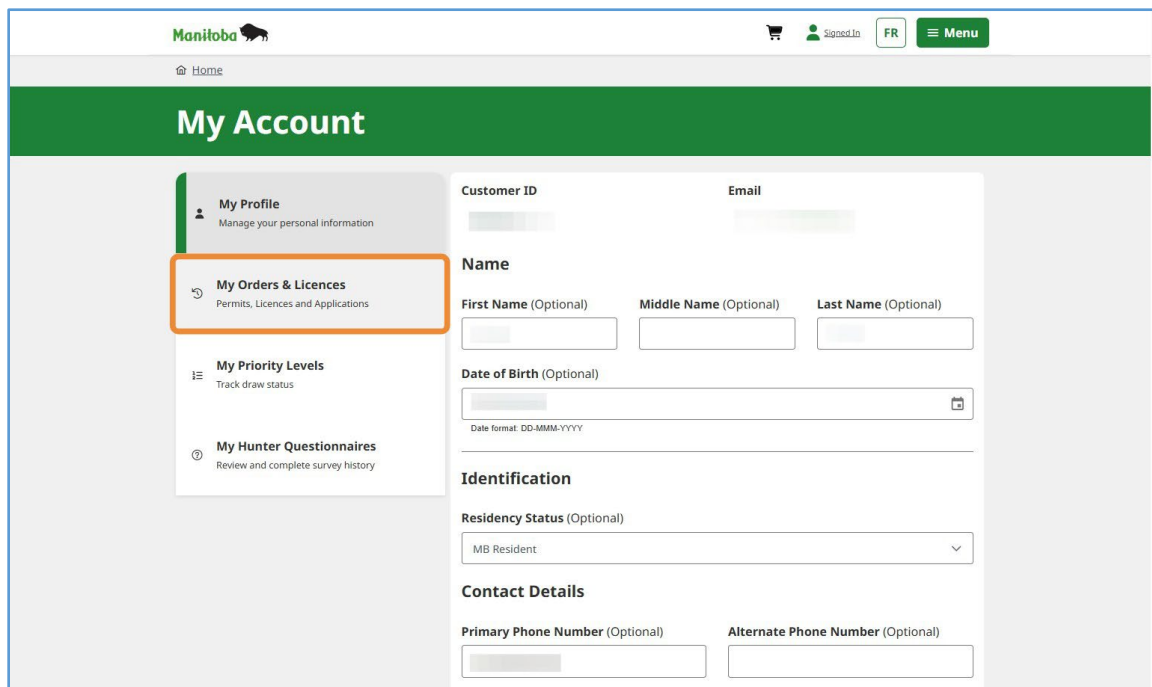 Manitoba
Signed In
FR
Menu
Home
My Account
My Profile
Manage your personal information
My Orders & Licences
Permits, Licences and Applications
My Priority Levels
Track draw status
My Hunter Questionnaires
Review and complete survey history
Customer ID Email
Name
First Name (Optional) Middle Name (Optional) Last Name (Optional)
Date of Birth (Optional)
Date format: DD-MMM-YYYY
Identification
Residency Status (Optional)
MB Resident
Contact Details
Primary Phone Number (Optional) Alternate Phone Number (Optional)